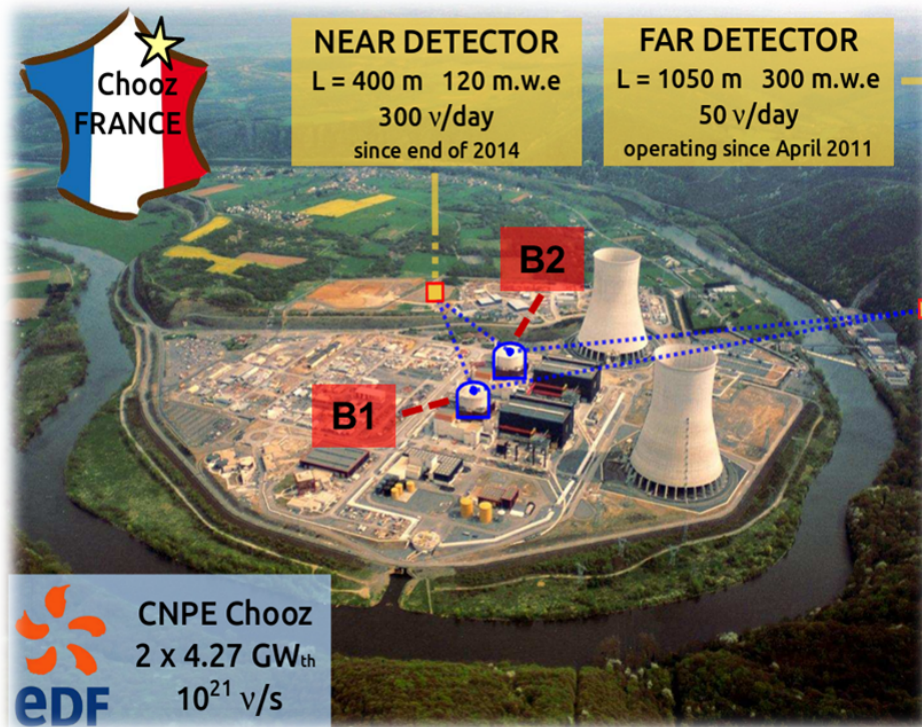 Chooz
FRANCE
NEAR DETECTOR
L = 400 m 120 m.w.e
300 ν/day
since end of 2014
FAR DETECTOR
L = 1050 m 300 m.w.e
50 ν/day
operating since April 2011
B2
B1
eDF
CNPE Chooz
2 x 4.27 GWth
10²¹ ν/s